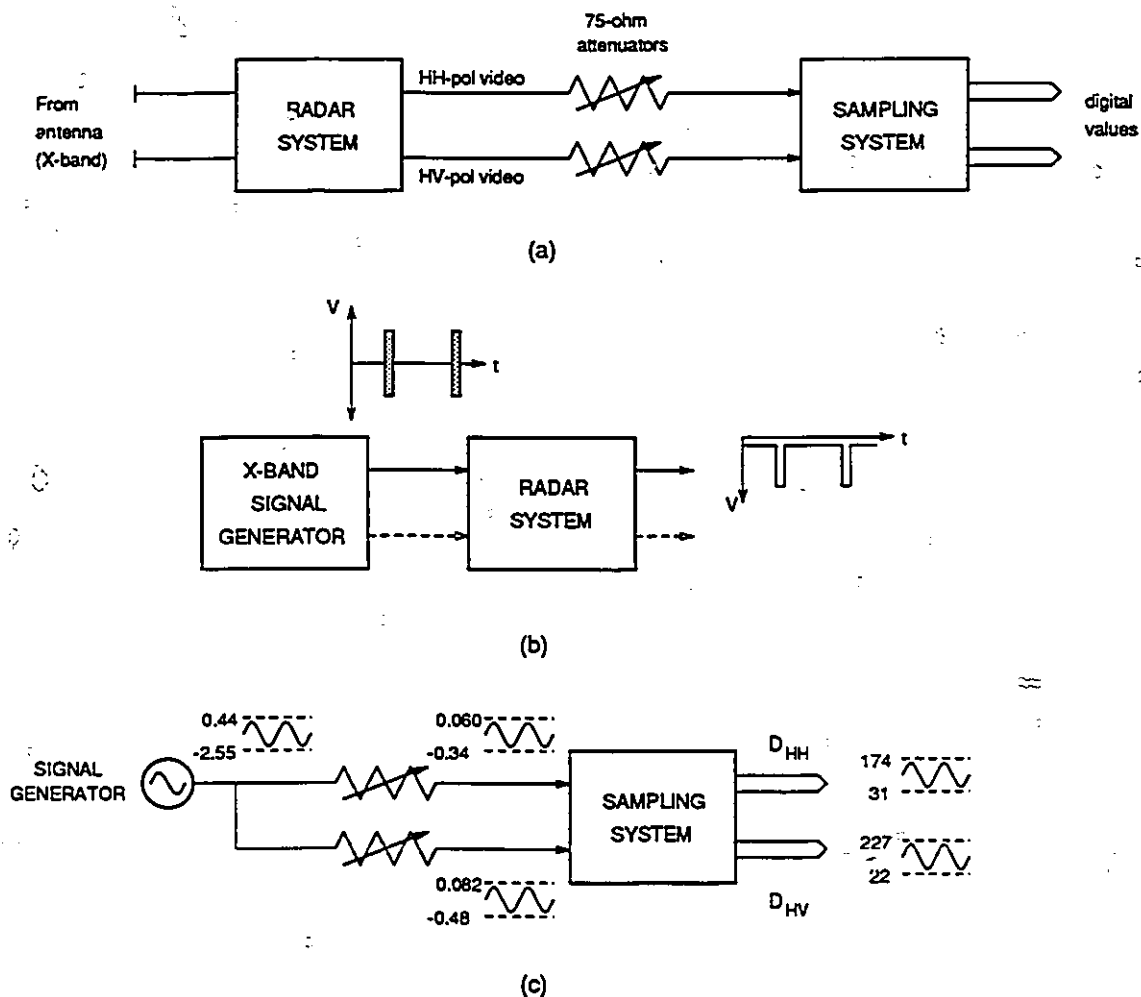 75-ohm
attenuators
From
antenna
(X-band)
RADAR
SYSTEM
HH-pol video
HV-pol video
SAMPLING
SYSTEM
digital
values
(a)
V
t
X-BAND
SIGNAL
GENERATOR
RADAR
SYSTEM
t
V
(b)
0.44
-2.55
0.060
-0.34
SIGNAL
GENERATOR
SAMPLING
SYSTEM
D HH
174
31
227
22
0.082
-0.48
D HV
(c)